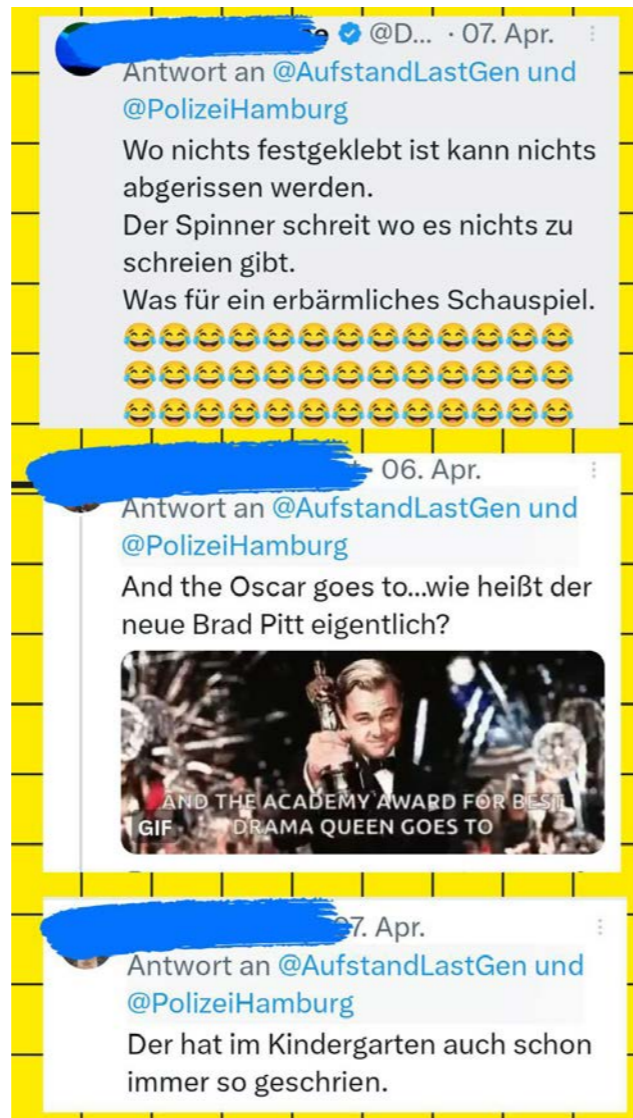 @D... · 07. Apr.
Antwort an @AufstandLastGen und
@PolizeiHamburg
Wo nichts festgeklebt ist kann nichts
abgerissen werden.
Der Spinner schreit wo es nichts zu
schreien gibt.
Was für ein erbärmliches Schauspiel.
😂😂😂😂😂😂😂😂😂😂😂😂😂
😂😂😂😂😂😂😂😂😂😂😂😂😂
😂😂😂😂😂😂😂😂😂😂😂😂😂
· 06. Apr.
Antwort an @AufstandLastGen und
@PolizeiHamburg
And the Oscar goes to...wie heißt der
neue Brad Pitt eigentlich?
AND THE ACADEMY AWARD FOR BEST
GIF DRAMA QUEEN GOES TO
7. Apr.
Antwort an @AufstandLastGen und
@PolizeiHamburg
Der hat im Kindergarten auch schon
immer so geschrien.